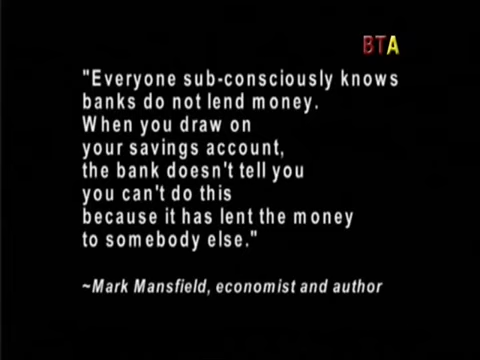 BTA
"Everyone sub-consciously knows
banks do not lend money.
When you draw on
your savings account,
the bank doesn't tell you
you can't do this
because it has lent the money
to somebody else."
~Mark Mansfield, economist and author